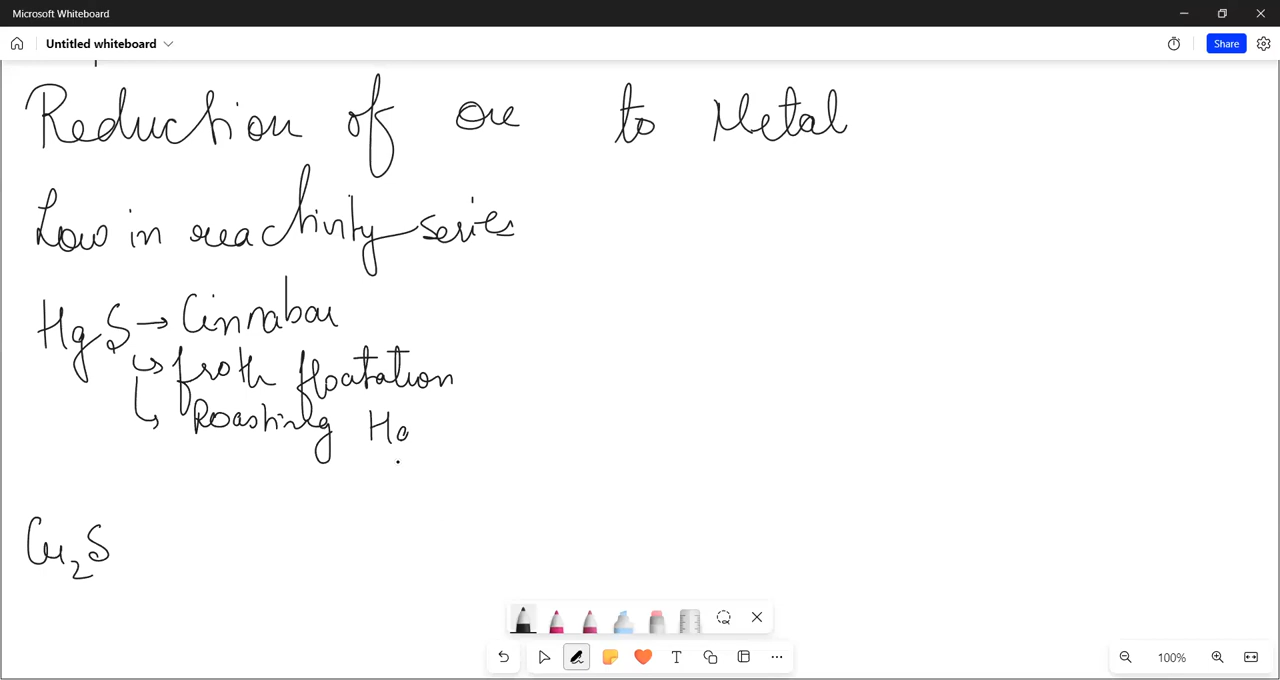 Microsoft Whiteboard
Untitled whiteboard
Share
Reduction of ore to Metal
Low in reactivity series
HgS → Cinnabar
↳ froth floatation
↳ Roasting
Cu₂S
100%